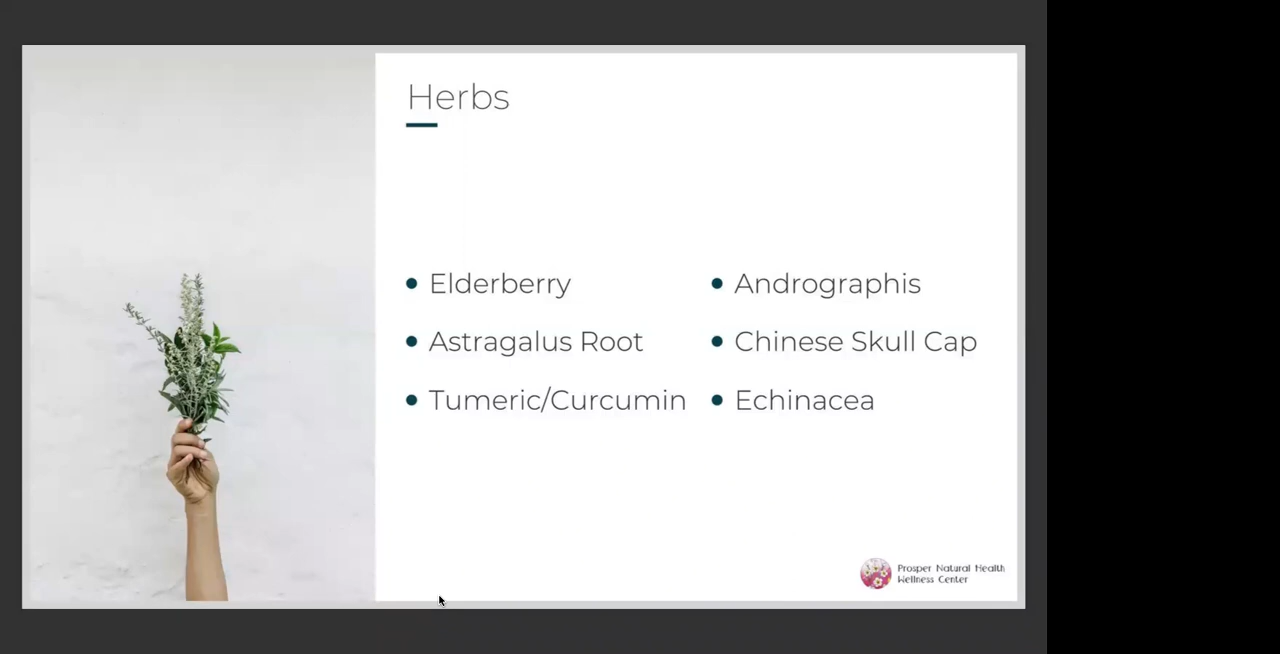 Herbs
Elderberry
Astragalus Root
Tumeric/Curcumin
Andrographis
Chinese Skull Cap
Echinacea
Prosper Natural Health
Wellness Center